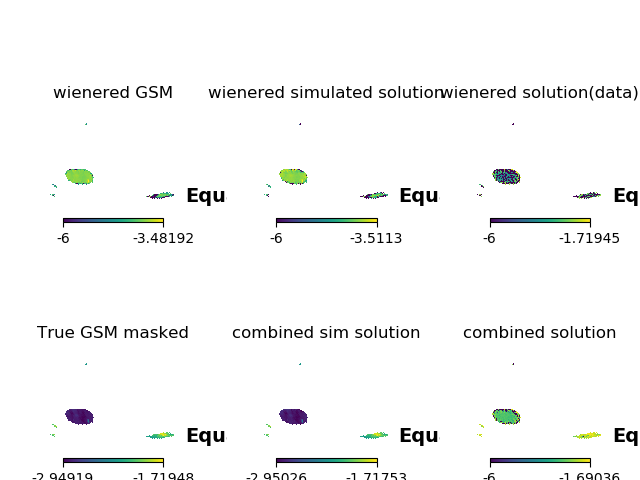 wienered GSM
wienered simulated solution
wienered solution(data)
Equ
Equ
Eq
-6 -3.48192
-6 -3.5113
-6 -1.71945
True GSM masked
combined sim solution
combined solution
Equ
Equ
Eq
-2.94919 -1.71948
-2.95026 -1.71753
-6 -1.69036